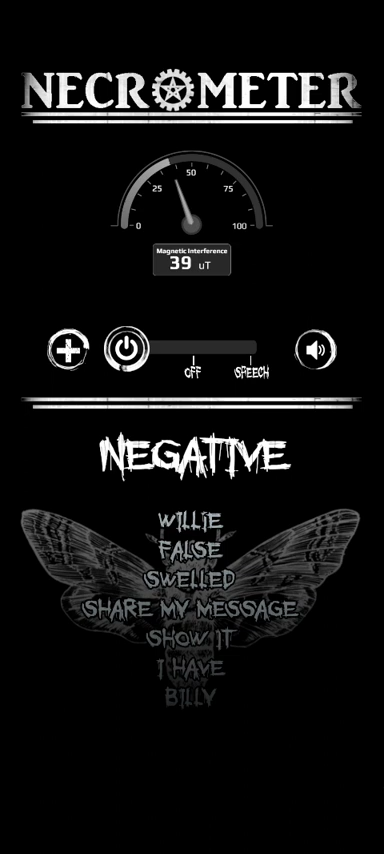 NECROMETER
0
25
50
75
100
Magnetic Interference
39 uT
OFF
SPEECH
NEGATIVE
WILLIE
FALSE
SWELLED
SHARE MY MESSAGE
SHOW IT
I HAVE
BILLY